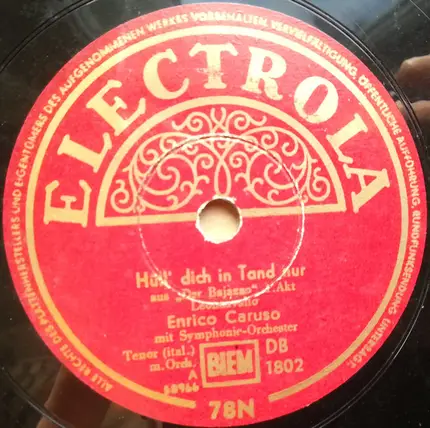 ALLE RECHTE DES PLATTENHERSTELLERS UND EIGENTÜMERS DES AUFGENOMMENEN WERKES VORBEHALTEN. VERVIELFÄLTIGUNG, ÖFFENTLICHE AUFFÜHRUNG, RUNDFUNKSENDUNG UNTERSAGT.
ELECTROLA
Hüll' dich in Tand nur
aus „Der Bajazzo" 1. Akt
Leoncavallo
Enrico Caruso
mit Symphonie-Orchester
Tenor (ital.)
m. Orch.
BIEM
DB
1802
A
68966
78N